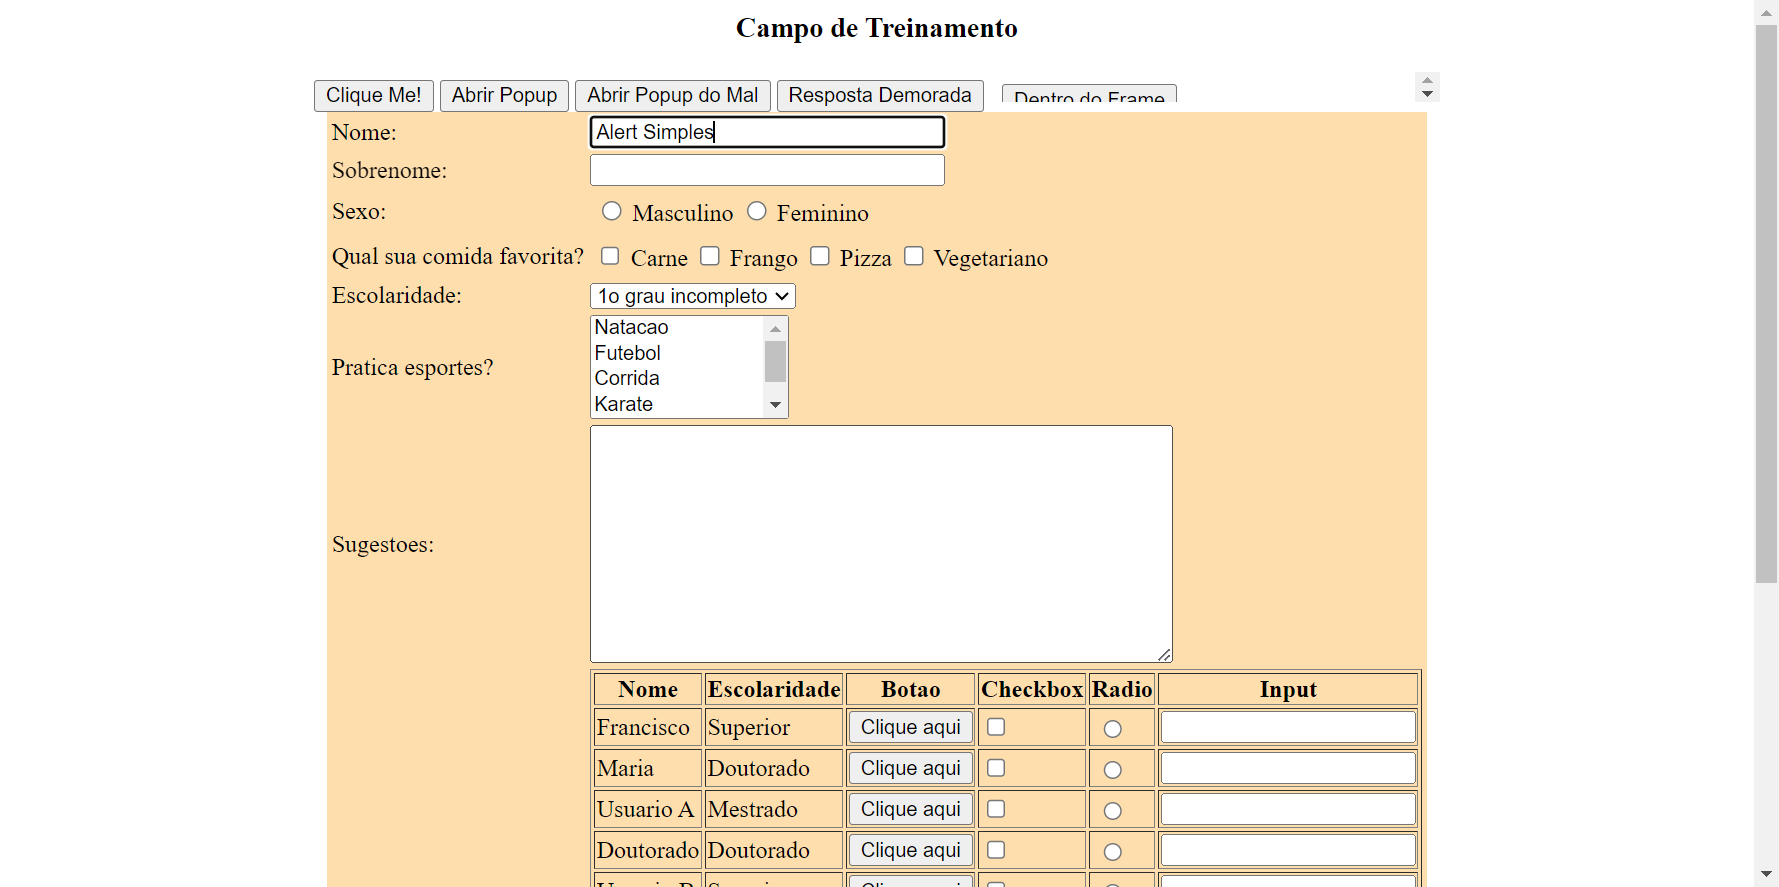 Campo de Treinamento
Clique Me! Abrir Popup Abrir Popup do Mal Resposta Demorada Dentro do Frame
Nome: Alert Simples
Sobrenome:
Sexo: Masculino Feminino
Qual sua comida favorita? Carne Frango Pizza Vegetariano
Escolaridade: 1o grau incompleto
Natacao
Futebol
Pratica esportes?
Corrida
Karate
Sugestoes:
Nome Escolaridade Botao Checkbox Radio Input
Francisco Superior Clique aqui
Maria Doutorado Clique aqui
Usuario A Mestrado Clique aqui
Doutorado Doutorado Clique aqui